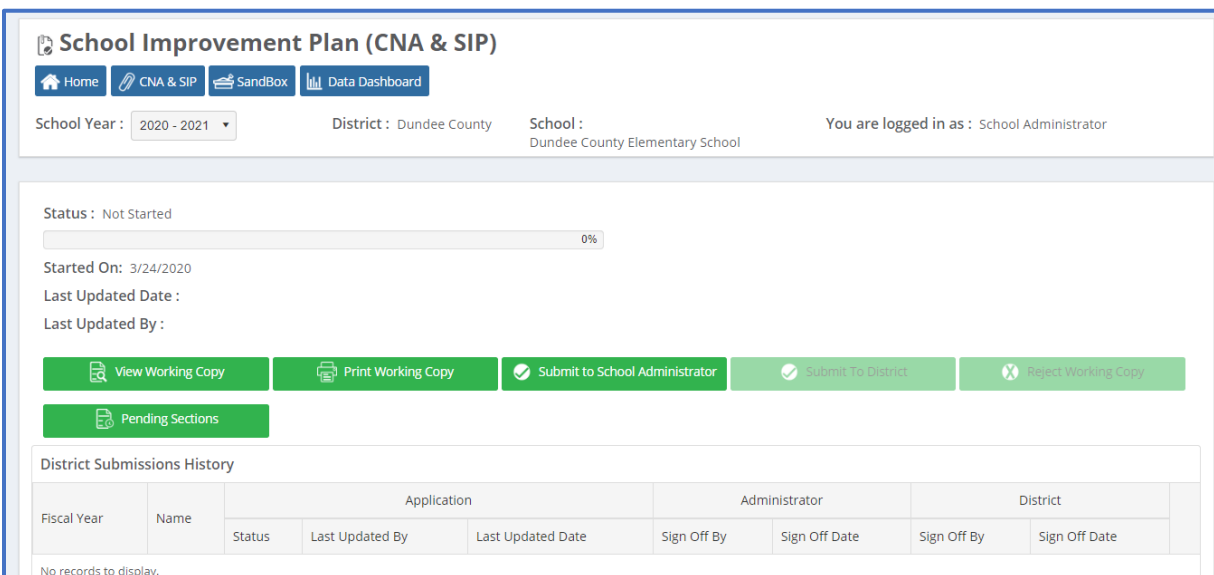 School Improvement Plan (CNA & SIP)
Home CNA & SIP SandBox Data Dashboard
School Year : 2020 - 2021 District : Dundee County School : You are logged in as : School Administrator
Dundee County Elementary School
Status : Not Started
0%
Started On: 3/24/2020
Last Updated Date :
Last Updated By :
View Working Copy Print Working Copy Submit to School Administrator Submit To District Reject Working Copy
Pending Sections
District Submissions History
Fiscal Year Name Application Administrator District
Status Last Updated By Last Updated Date Sign Off By Sign Off Date Sign Off By Sign Off Date
No records to display.